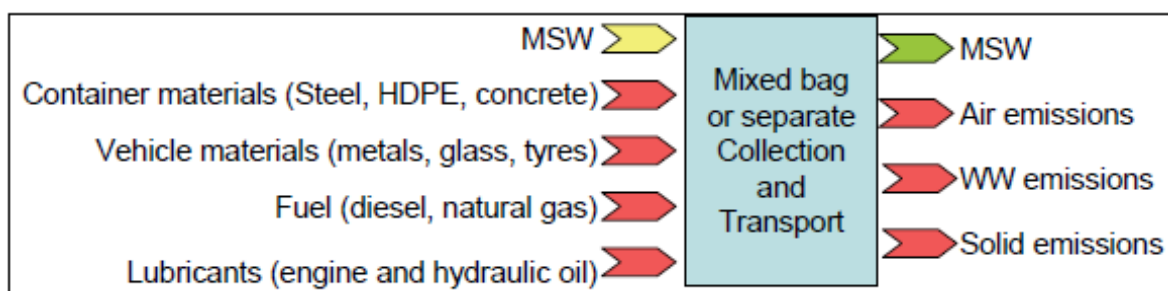 MSW
Container materials (Steel, HDPE, concrete)
Vehicle materials (metals, glass, tyres)
Fuel (diesel, natural gas)
Lubricants (engine and hydraulic oil)
Mixed bag
or separate
Collection
and
Transport
MSW
Air emissions
WW emissions
Solid emissions